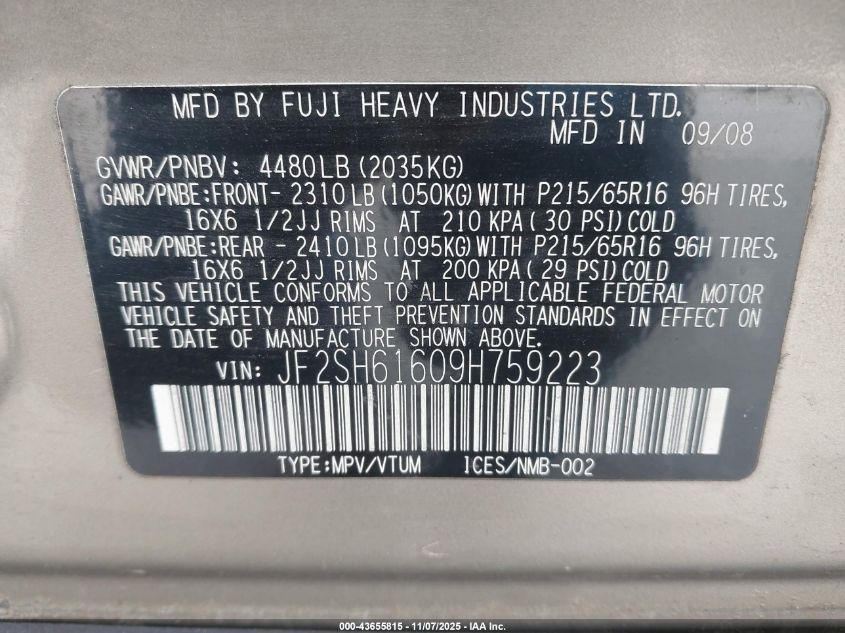 MFD BY FUJI HEAVY INDUSTRIES LTD.
MFD IN 09/08
GVWR/PNBV: 4480LB (2035KG)
GAWR/PNBE:FRONT- 2310LB (1050KG) WITH P215/65R16 96H TIRES,
16X6 1/2JJ RIMS AT 210 KPA ( 30 PSI) COLD
GAWR/PNBE:REAR - 2410LB (1095KG) WITH P215/65R16 96H TIRES,
16X6 1/2JJ RIMS AT 200 KPA ( 29 PSI) COLD
THIS VEHICLE CONFORMS TO ALL APPLICABLE FEDERAL MOTOR
VEHICLE SAFETY AND THEFT PREVENTION STANDARDS IN EFFECT ON
THE DATE OF MANUFACTURE SHOWN ABOVE.
VIN: JF2SH61609H759223
TYPE:MPV/VTUM ICES/NMB-002
000-43655815 - 11/07/2025 - IAA Inc.